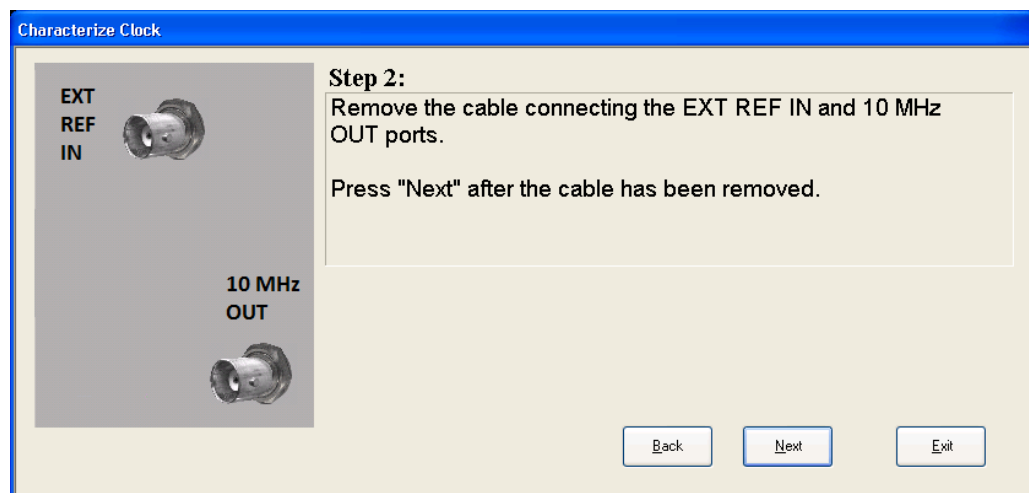 Characterize Clock
EXT
REF
IN
10 MHz
OUT
Step 2:
Remove the cable connecting the EXT REF IN and 10 MHz
OUT ports.
Press "Next" after the cable has been removed.
Back
Next
Exit